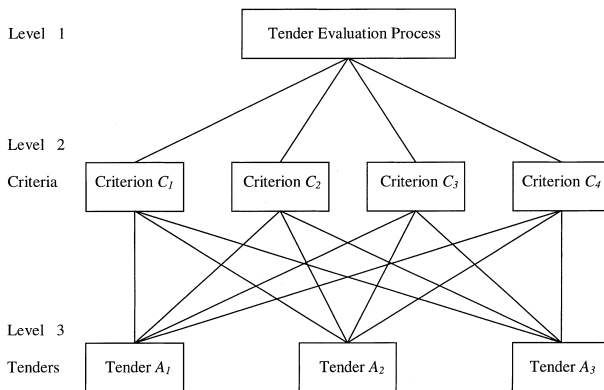 Level 1
Tender Evaluation Process
Level 2
Criteria
Criterion C1
Criterion C2
Criterion C3
Criterion C4
Level 3
Tenders
Tender A1
Tender A2
Tender A3